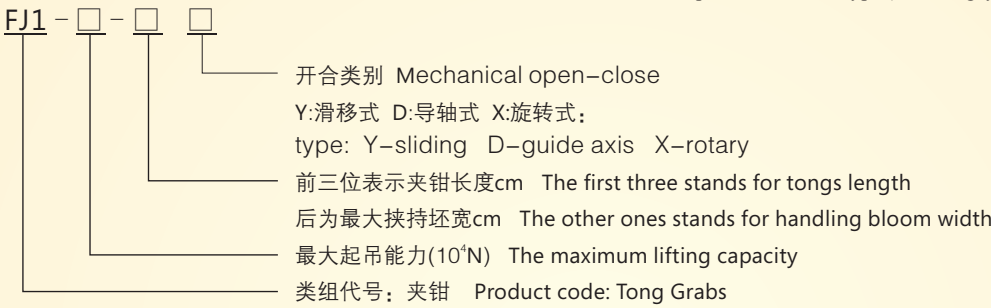 FJ1-□-□ □
开合类别 Mechanical open-close
Y:滑移式 D:导轴式 X:旋转式;
type: Y-sliding D-guide axis X-rotary
前三位表示夹钳长度cm The first three stands for tongs length
后为最大挟持坯宽cm The other ones stands for handling bloom width
最大起吊能力(10⁴N) The maximum lifting capacity
类组代号：夹钳 Product code: Tong Grabs